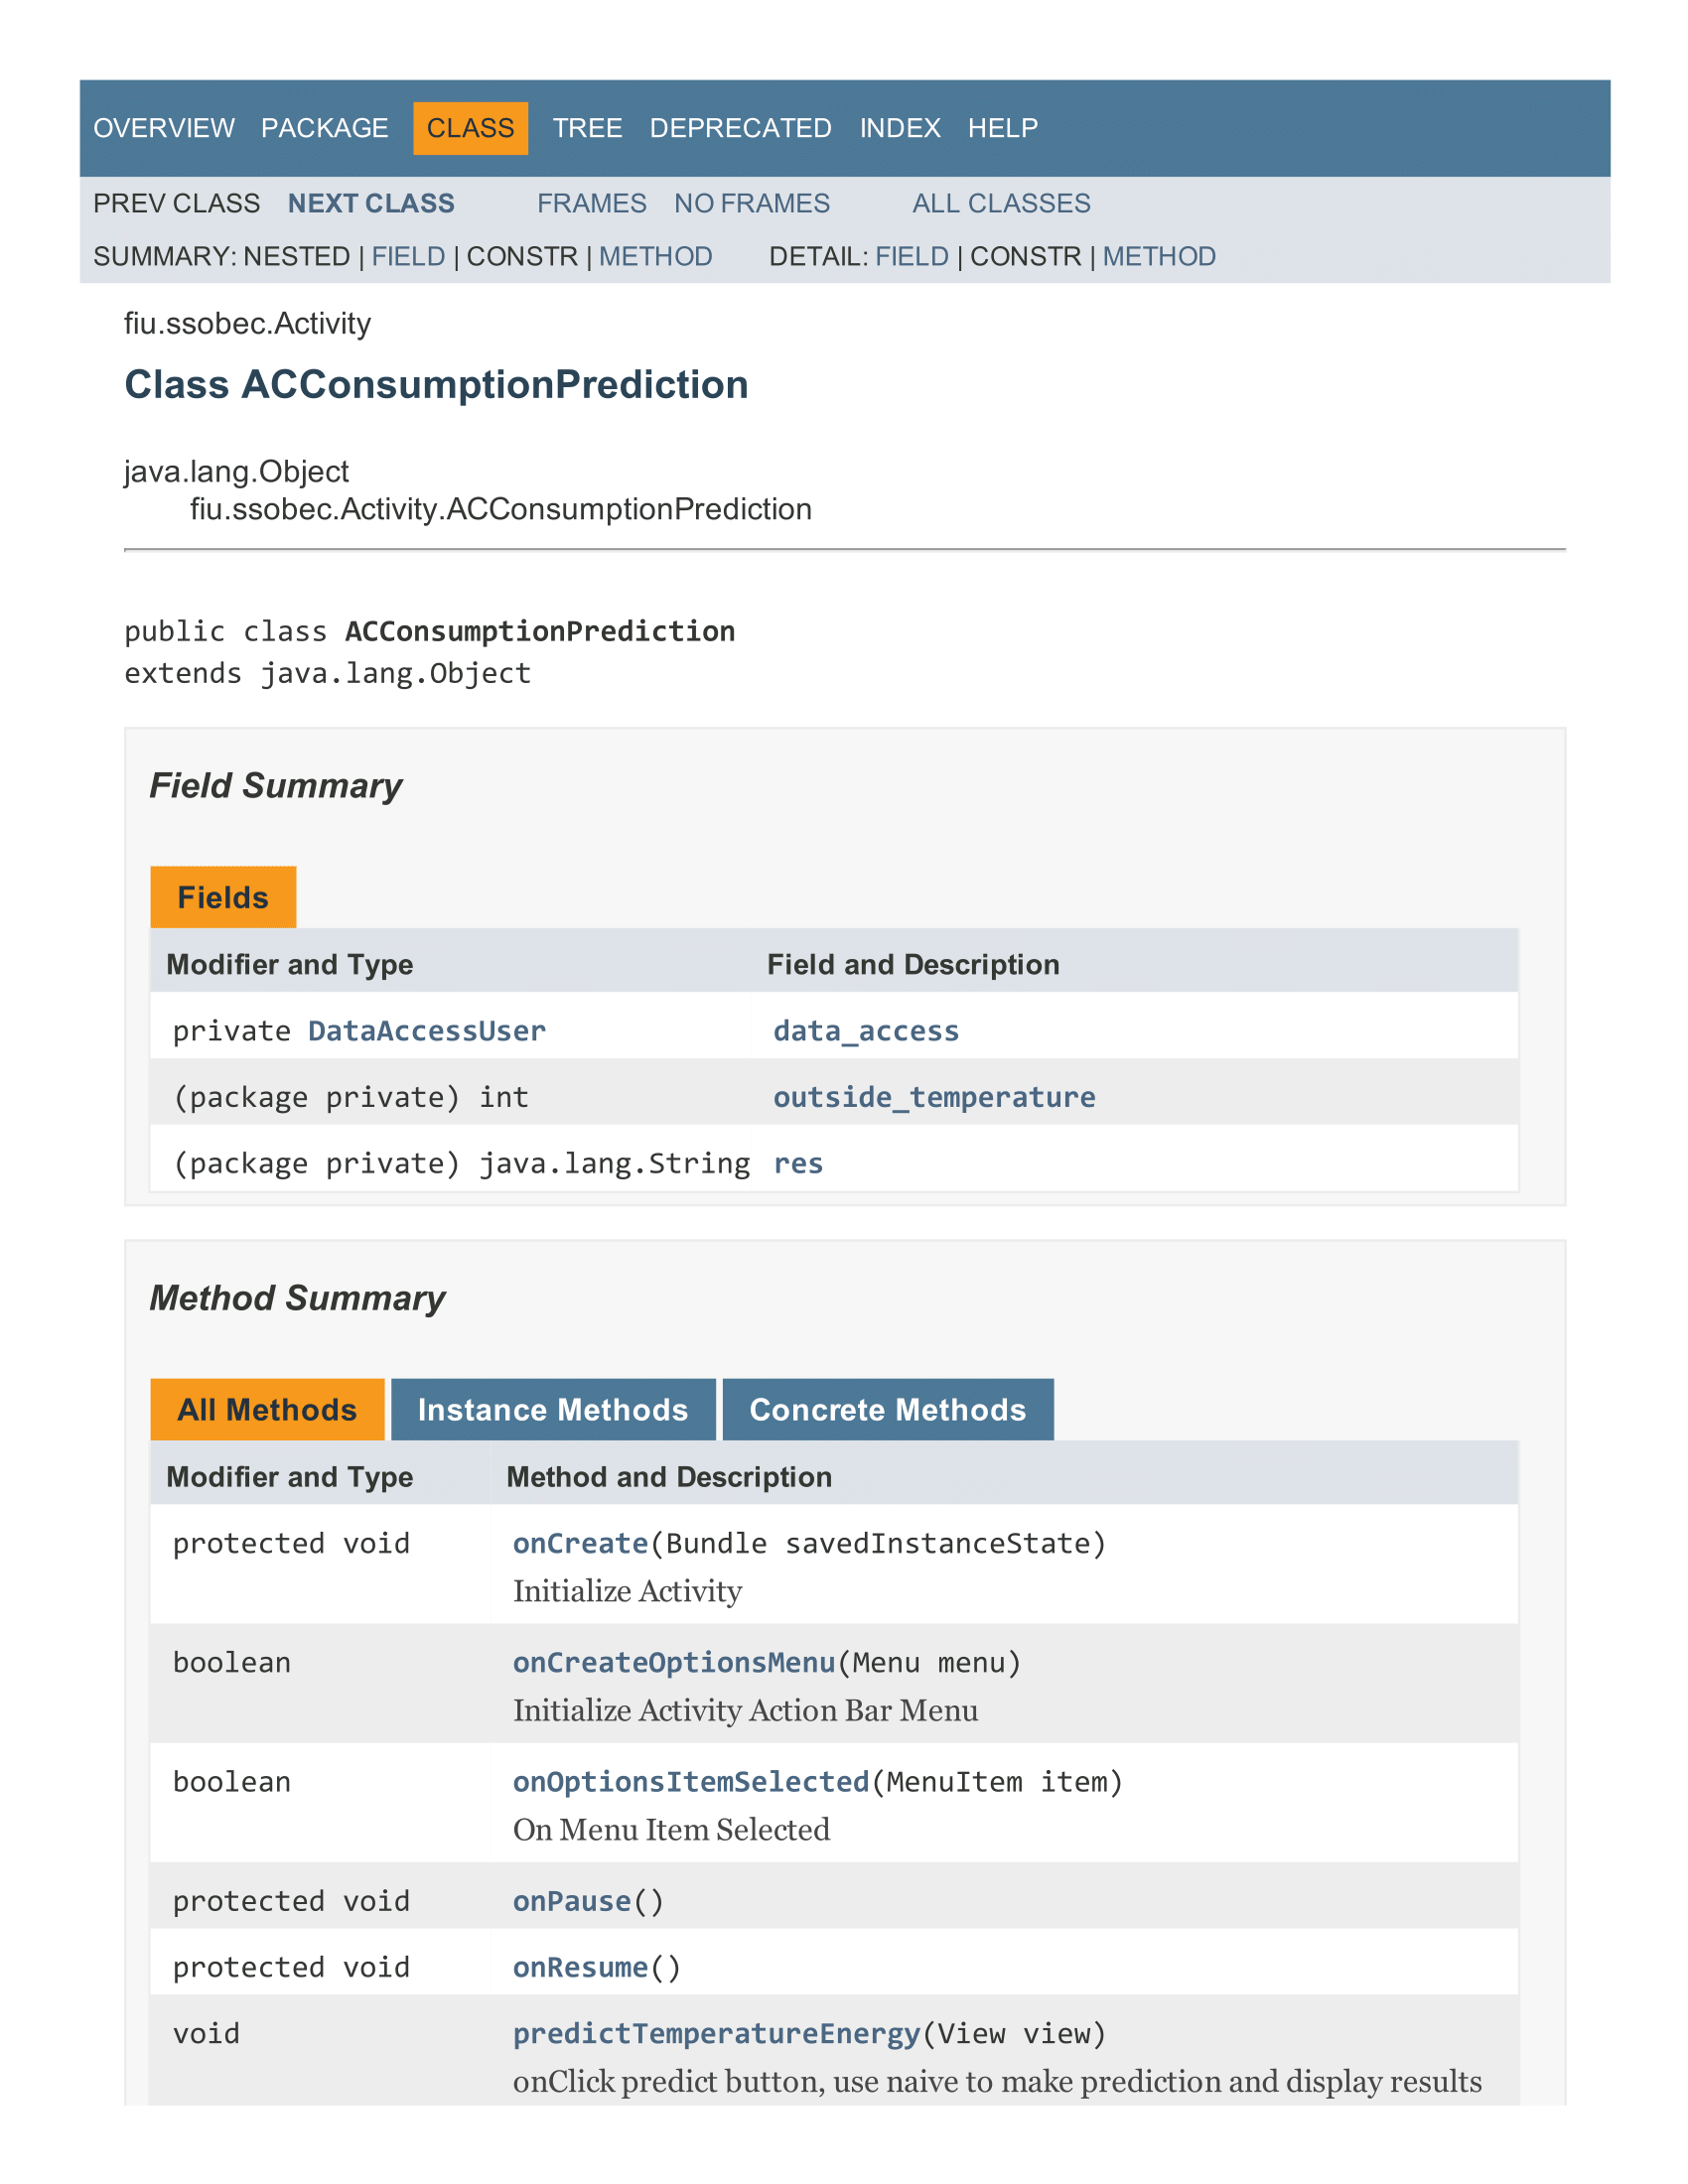 OVERVIEW PACKAGE CLASS TREE DEPRECATED INDEX HELP
PREV CLASS NEXT CLASS FRAMES NO FRAMES ALL CLASSES
SUMMARY: NESTED | FIELD | CONSTR | METHOD DETAIL: FIELD | CONSTR | METHOD
fiu.ssobec.Activity
Class ACConsumptionPrediction
java.lang.Object
fiu.ssobec.Activity.ACConsumptionPrediction
public class ACConsumptionPrediction
extends java.lang.Object
Field Summary
Fields
Modifier and Type Field and Description
private DataAccessUser data_access
(package private) int outside_temperature
(package private) java.lang.String res
Method Summary
All Methods Instance Methods Concrete Methods
Modifier and Type Method and Description
protected void onCreate(Bundle savedInstanceState)
Initialize Activity
boolean onCreateOptionsMenu(Menu menu)
Initialize Activity Action Bar Menu
boolean onOptionsItemSelected(MenuItem item)
On Menu Item Selected
protected void onPause()
protected void onResume()
void predictTemperatureEnergy(View view)
onClick predict button, use naive to make prediction and display results